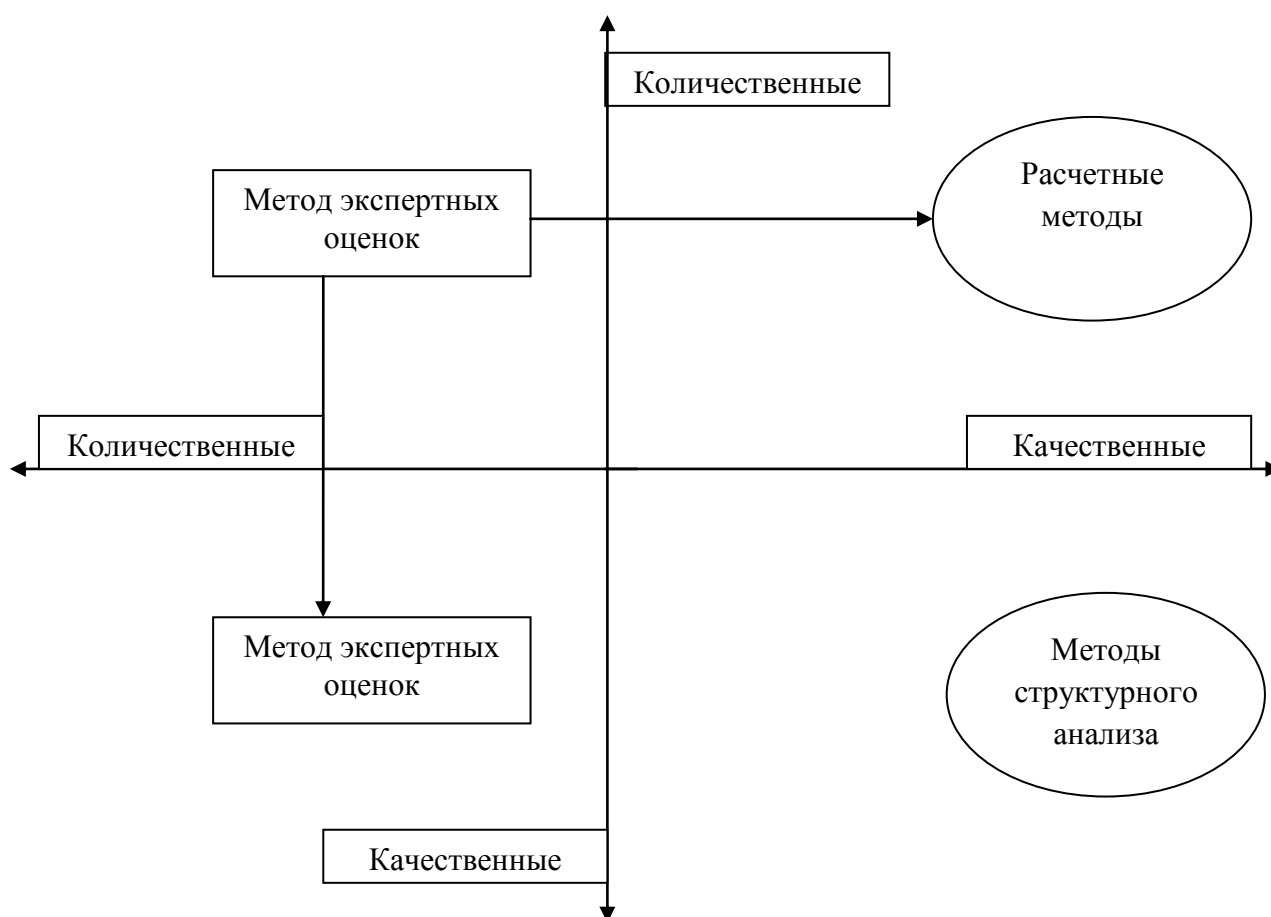 Количественные
Метод экспертных
оценок
Расчетные
методы
Количественные
Качественные
Метод экспертных
оценок
Методы
структурного
анализа
Качественные